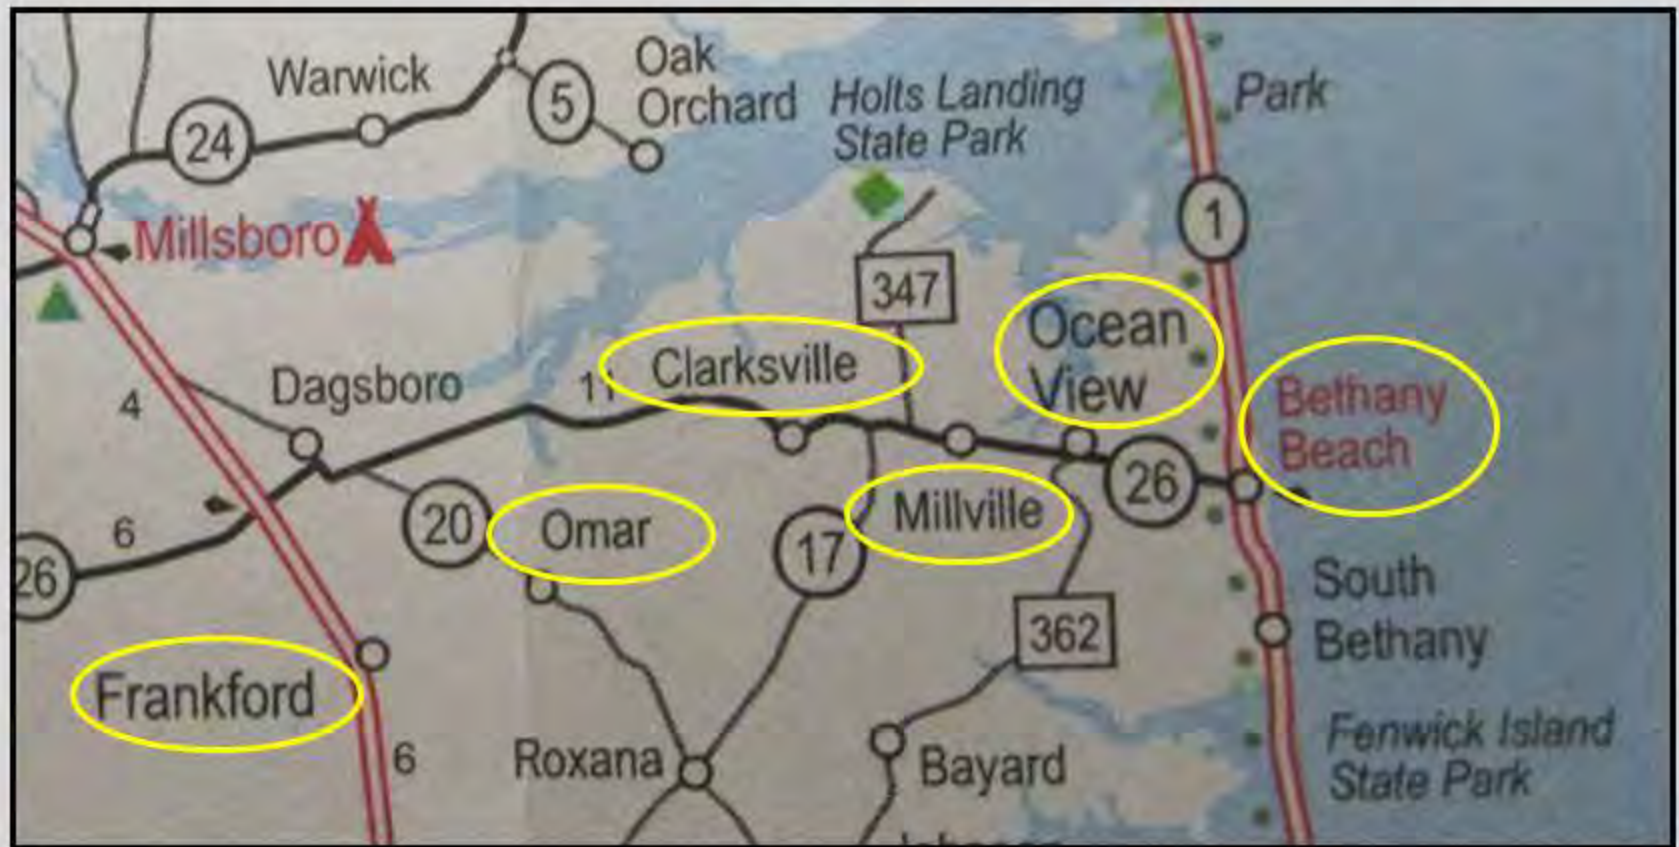 Warwick
Oak
Orchard
5
24
Holts Landing
State Park
Park
1
Millsboro
347
Ocean
View
Clarksville
11
Dagsboro
4
Bethany
Beach
26
Millville
20
Omar
17
6
26
South
Bethany
362
Frankford
6
Roxana
Bayard
Fenwick Island
State Park